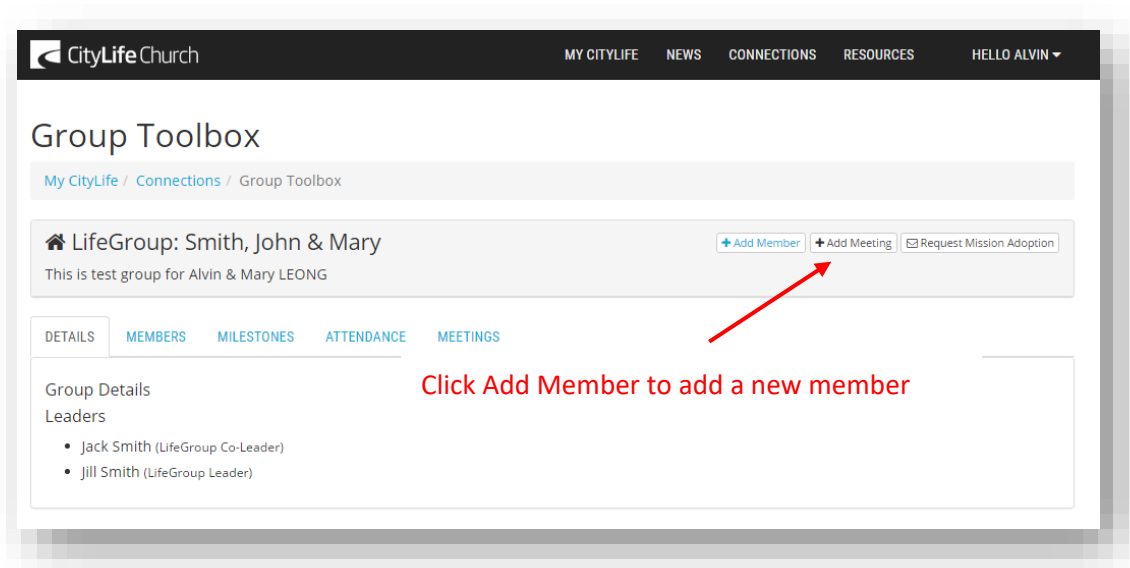 CityLife Church
MY CITYLIFE NEWS CONNECTIONS RESOURCES HELLO ALVIN
Group Toolbox
My CityLife / Connections / Group Toolbox
LifeGroup: Smith, John & Mary
+ Add Member + Add Meeting Request Mission Adoption
This is test group for Alvin & Mary LEONG
DETAILS MEMBERS MILESTONES ATTENDANCE MEETINGS
Click Add Member to add a new member
Group Details
Leaders
• Jack Smith (LifeGroup Co-Leader)
• Jill Smith (LifeGroup Leader)